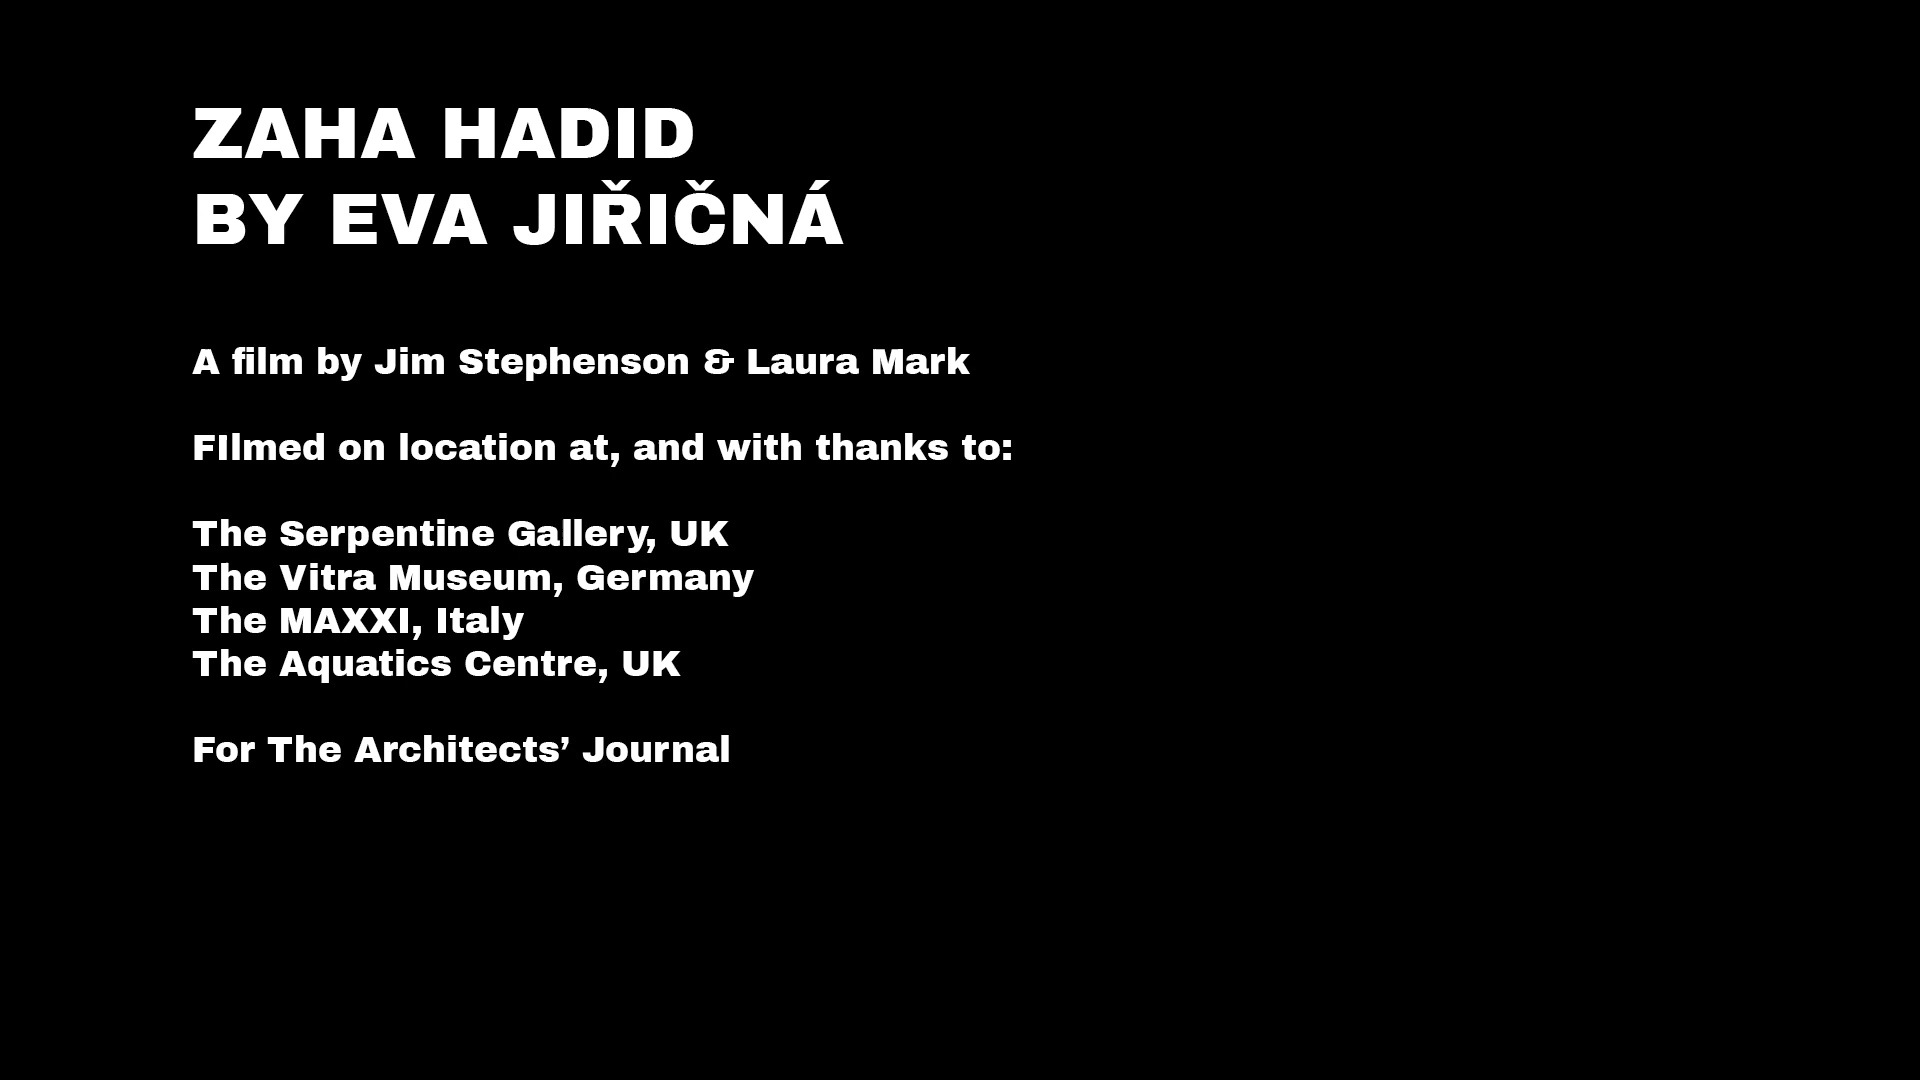 ZAHA HADID
BY EVA JIŘIČNÁ
A film by Jim Stephenson & Laura Mark
FIlmed on location at, and with thanks to:
The Serpentine Gallery, UK
The Vitra Museum, Germany
The MAXXI, Italy
The Aquatics Centre, UK
For The Architects’ Journal